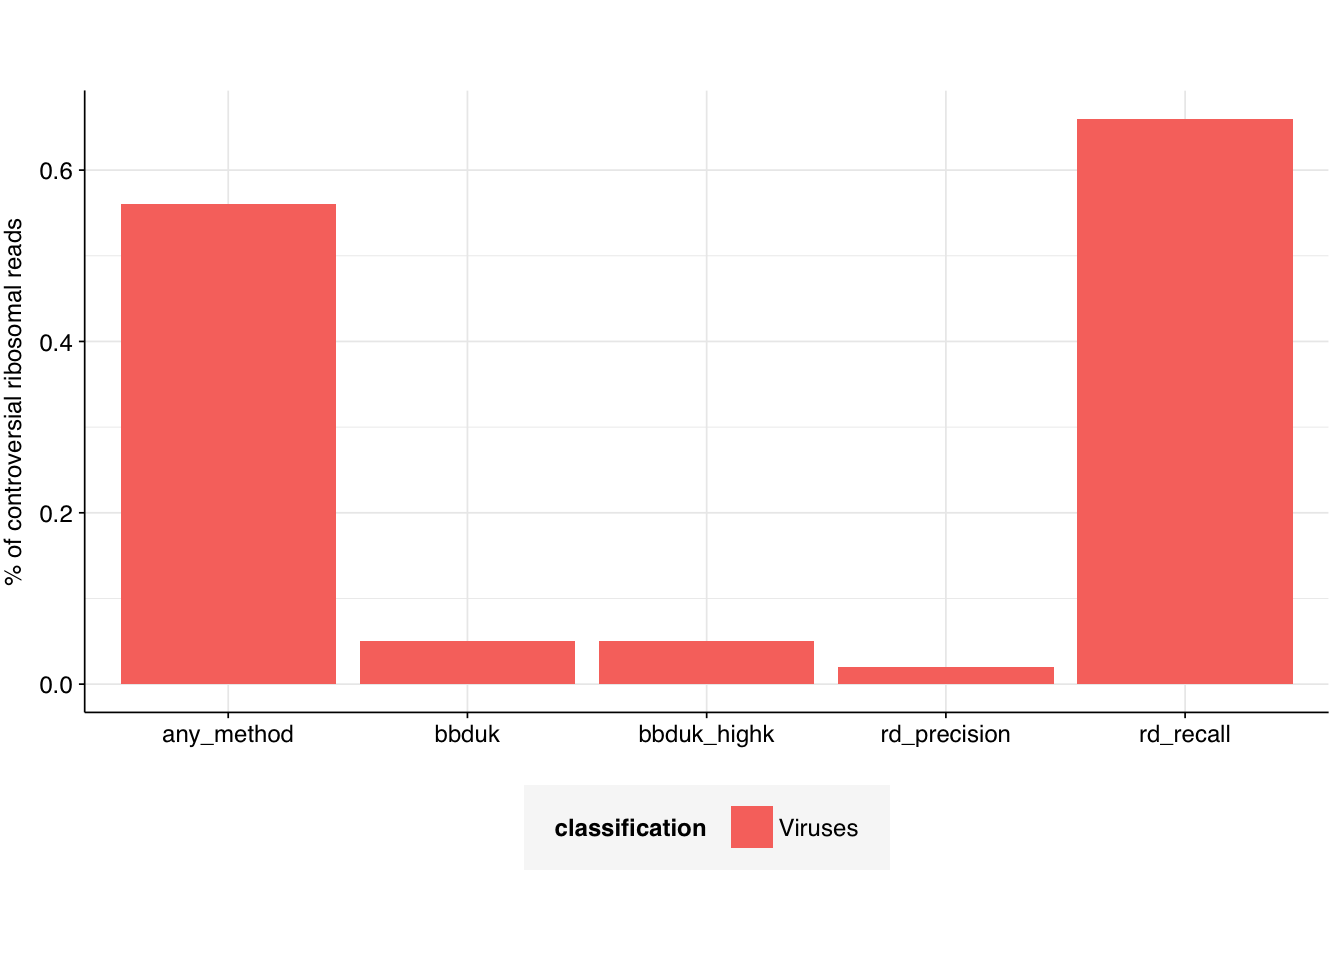 % of controversial ribosomal reads
0.6
0.4
0.2
0.0
any_method bbduk bbduk_highk rd_precision rd_recall
classification Viruses